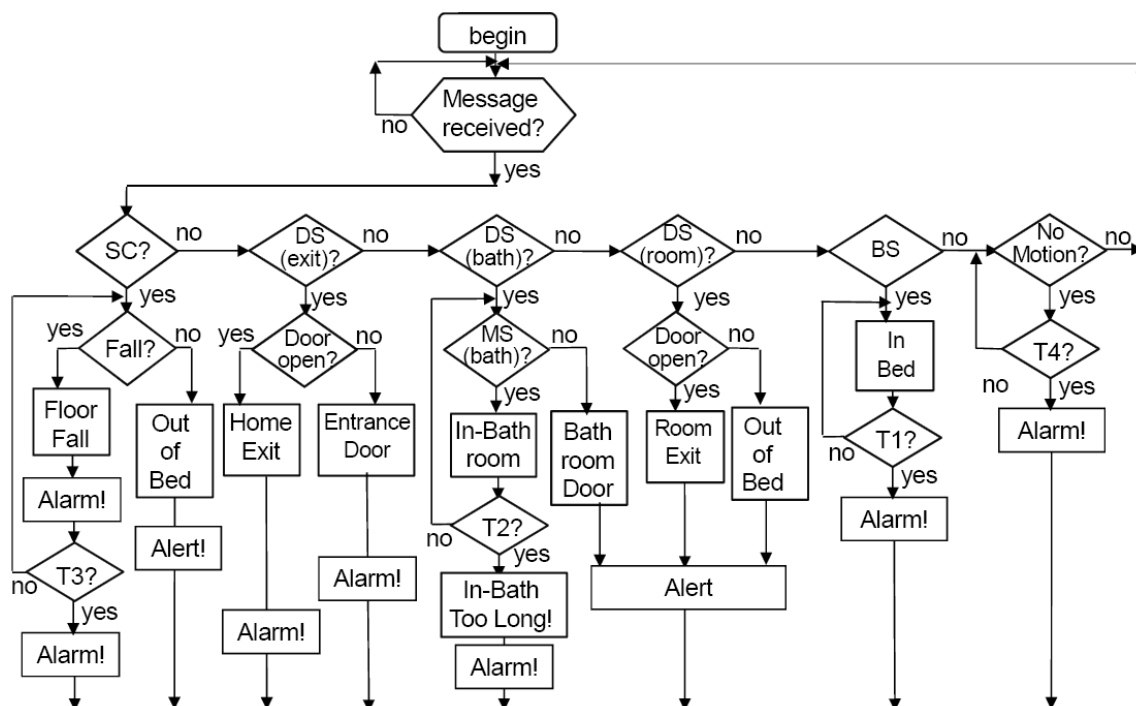 begin
Message
received?
no
yes
SC?
no
DS
(exit)?
no
DS
(bath)?
no
DS
(room)?
no
BS
no
No
Motion?
no
yes
yes
yes
yes
yes
yes
yes
Fall?
no
yes
Door
open?
no
MS
(bath)?
no
Door
open?
no
In
Bed
T4?
no
yes
yes
yes
Floor
Fall
Out
of
Bed
Home
Exit
Entrance
Door
In-Bath
room
Bath
room
Door
Room
Exit
Out
of
Bed
T1?
no
yes
Alarm!
Alarm!
Alert!
T2?
no
yes
Alarm!
T3?
no
yes
Alarm!
In-Bath
Too Long!
Alert
Alarm!
Alarm!
Alarm!